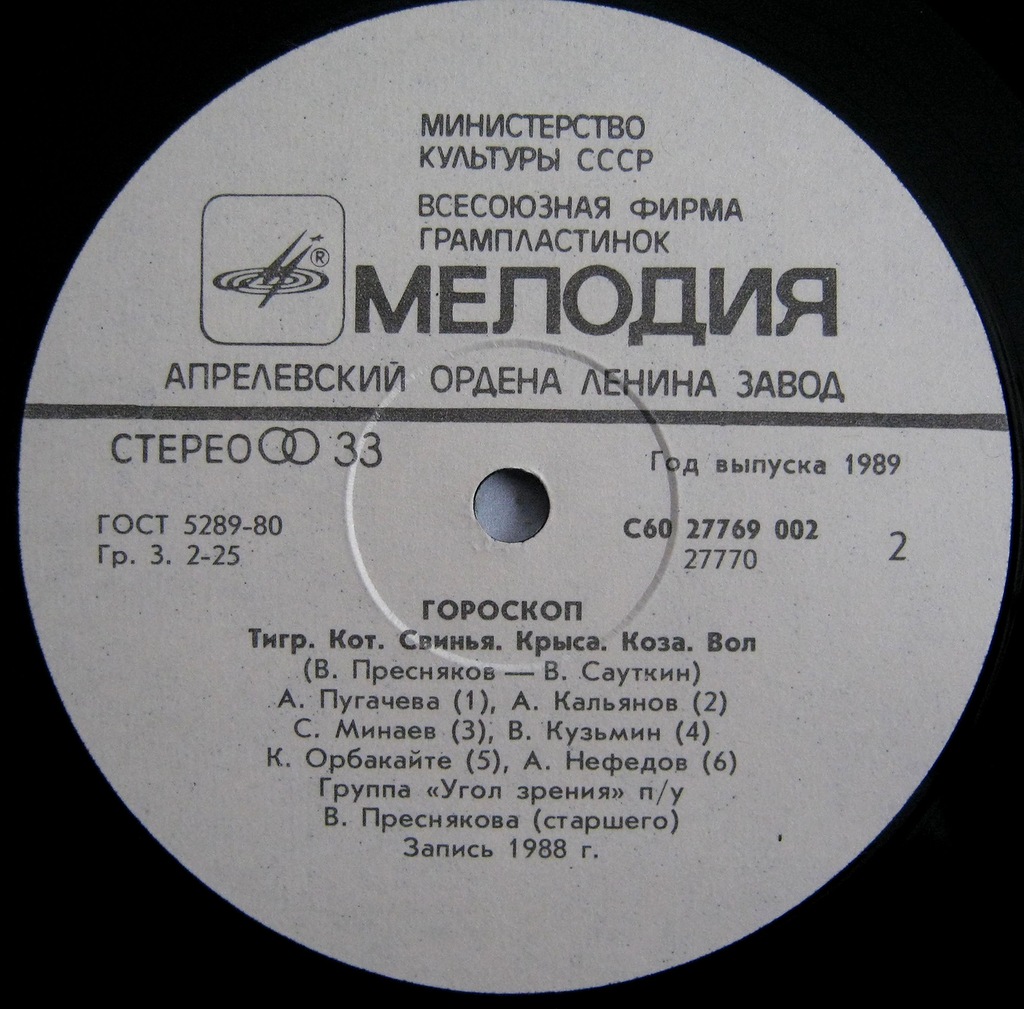 МИНИСТЕРСТВО
КУЛЬТУРЫ СССР
ВСЕСОЮЗНАЯ ФИРМА
ГРАМПЛАСТИНОК
®
МЕЛОДИЯ
АПРЕЛЕВСКИЙ ОРДЕНА ЛЕНИНА ЗАВОД
СТЕРЕО 33
Год выпуска 1989
ГОСТ 5289-80
Гр. 3. 2-25
С60 27769 002
27770
2
ГОРОСКОП
Тигр. Кот. Свинья. Крыса. Коза. Вол
(В. Пресняков — В. Сауткин)
А. Пугачева (1), А. Кальянов (2)
С. Минаев (3), В. Кузьмин (4)
К. Орбакайте (5), А. Нефедов (6)
Группа «Угол зрения» п/у
В. Преснякова (старшего)
Запись 1988 г.